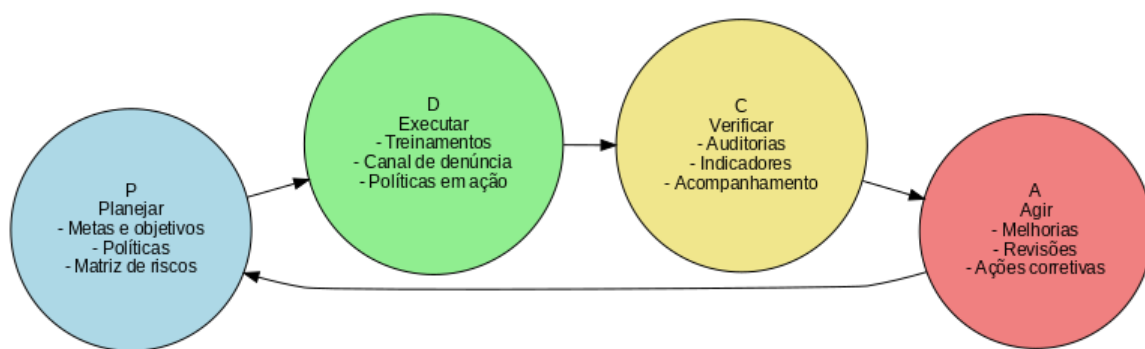 P
Planejar
- Metas e objetivos
- Políticas
- Matriz de riscos
D
Executar
- Treinamentos
- Canal de denúncia
- Políticas em ação
C
Verificar
- Auditorias
- Indicadores
- Acompanhamento
A
Agir
- Melhorias
- Revisões
- Ações corretivas